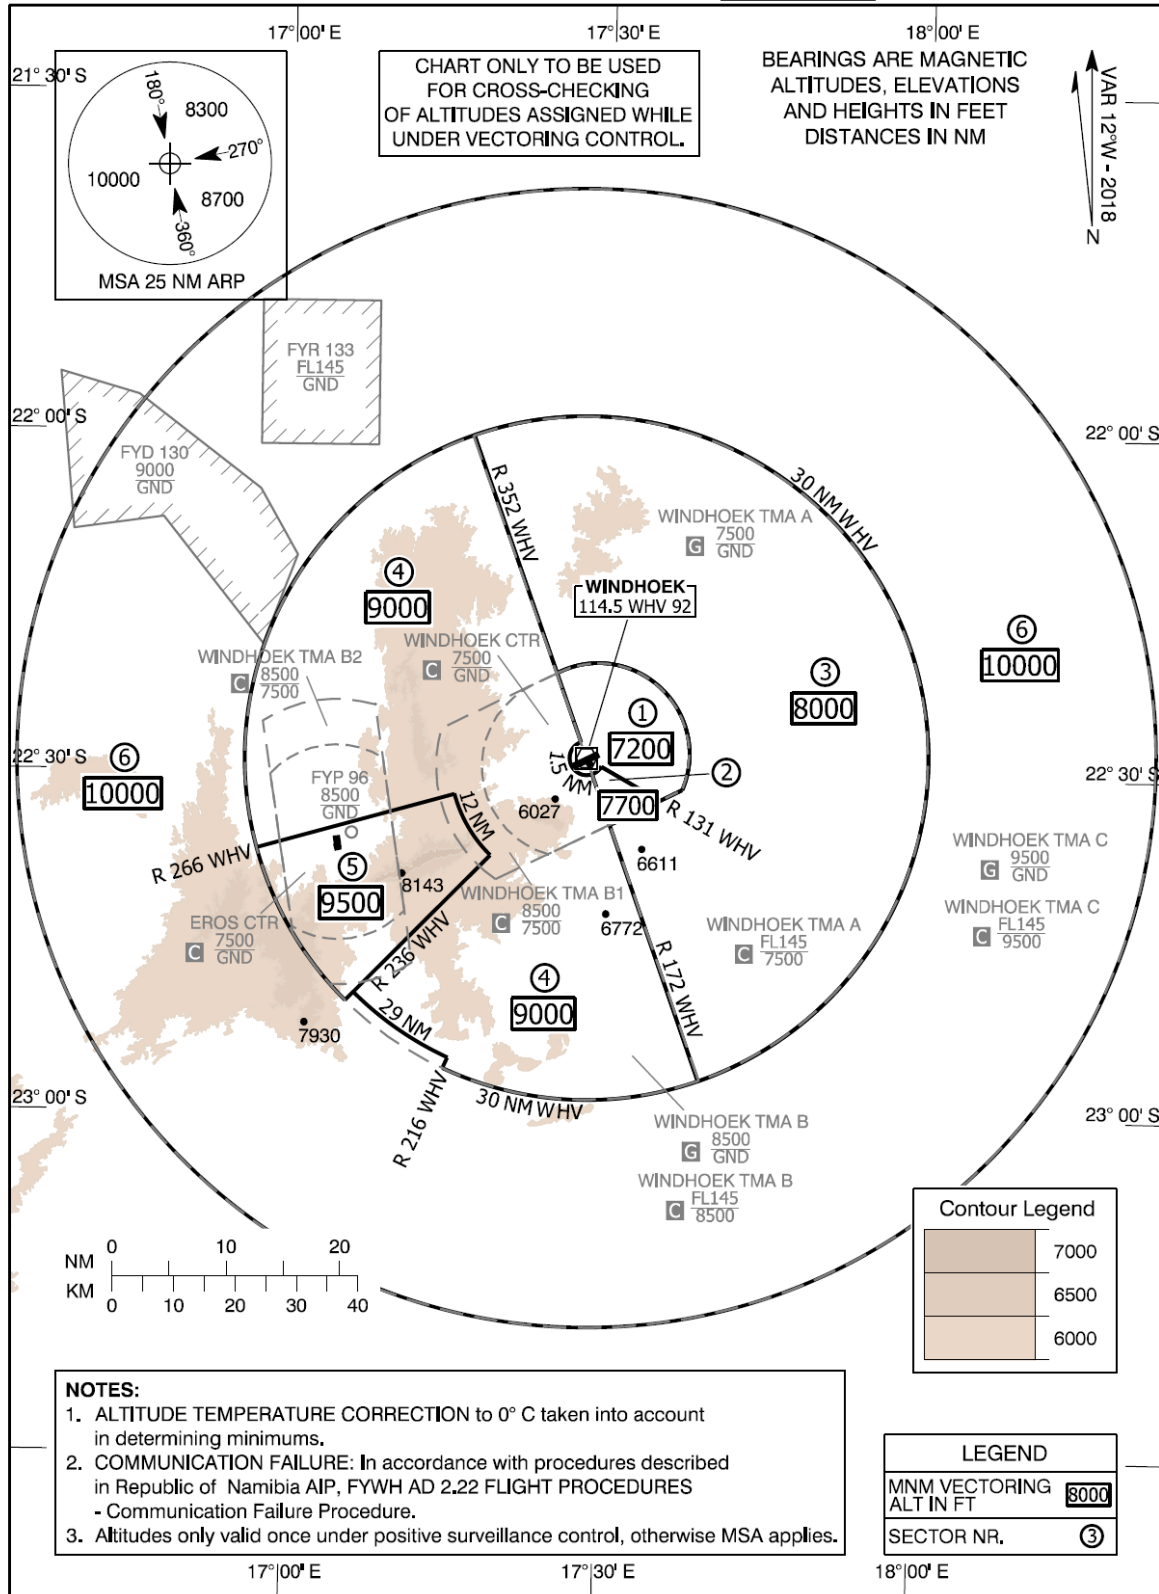 17°00' E
17°30' E
18°00' E
21° 30' S
180°
8300
270°
10000
8700
360°
MSA 25 NM ARP
CHART ONLY TO BE USED
FOR CROSS-CHECKING
OF ALTITUDES ASSIGNED WHILE
UNDER VECTORING CONTROL.
BEARINGS ARE MAGNETIC
ALTITUDES, ELEVATIONS
AND HEIGHTS IN FEET
DISTANCES IN NM
VAR 12°W - 2018
N
FYR 133
FL145
GND
22° 00' S
22° 00' S
FYD 130
9000
GND
R 352 WHV
30 NM WHV
WINDHOEK TMA A
G 7500
GND
4
9000
WINDHOEK
114.5 WHV 92
WINDHOEK CTR
C 7500
GND
WINDHOEK TMA B2
C 8500
7500
6
10000
3
8000
1
7200
1.5 NM
2
7700
R 131 WHV
22° 30' S
22° 30' S
6
10000
FYP 96
8500
GND
12 NM
6027
6611
R 266 WHV
5
9500
8143
WINDHOEK TMA B1
C 8500
7500
6772
WINDHOEK TMA C
G 9500
GND
WINDHOEK TMA C
C FL145
9500
EROS CTR
C 7500
GND
WINDHOEK TMA A
C FL145
7500
R 236 WHV
R 172 WHV
4
9000
29 NM
7930
R 216 WHV
30 NM WHV
23° 00' S
23° 00' S
WINDHOEK TMA B
G 8500
GND
WINDHOEK TMA B
C FL145
8500
NM 0 10 20
KM 0 10 20 30 40
Contour Legend
7000
6500
6000
NOTES:
1. ALTITUDE TEMPERATURE CORRECTION to 0° C taken into account
in determining minimums.
2. COMMUNICATION FAILURE: In accordance with procedures described
in Republic of Namibia AIP, FYWH AD 2.22 FLIGHT PROCEDURES
- Communication Failure Procedure.
3. Altitudes only valid once under positive surveillance control, otherwise MSA applies.
LEGEND
MNM VECTORING
ALT IN FT 8000
SECTOR NR. 3
17°00' E
17°30' E
18°00' E